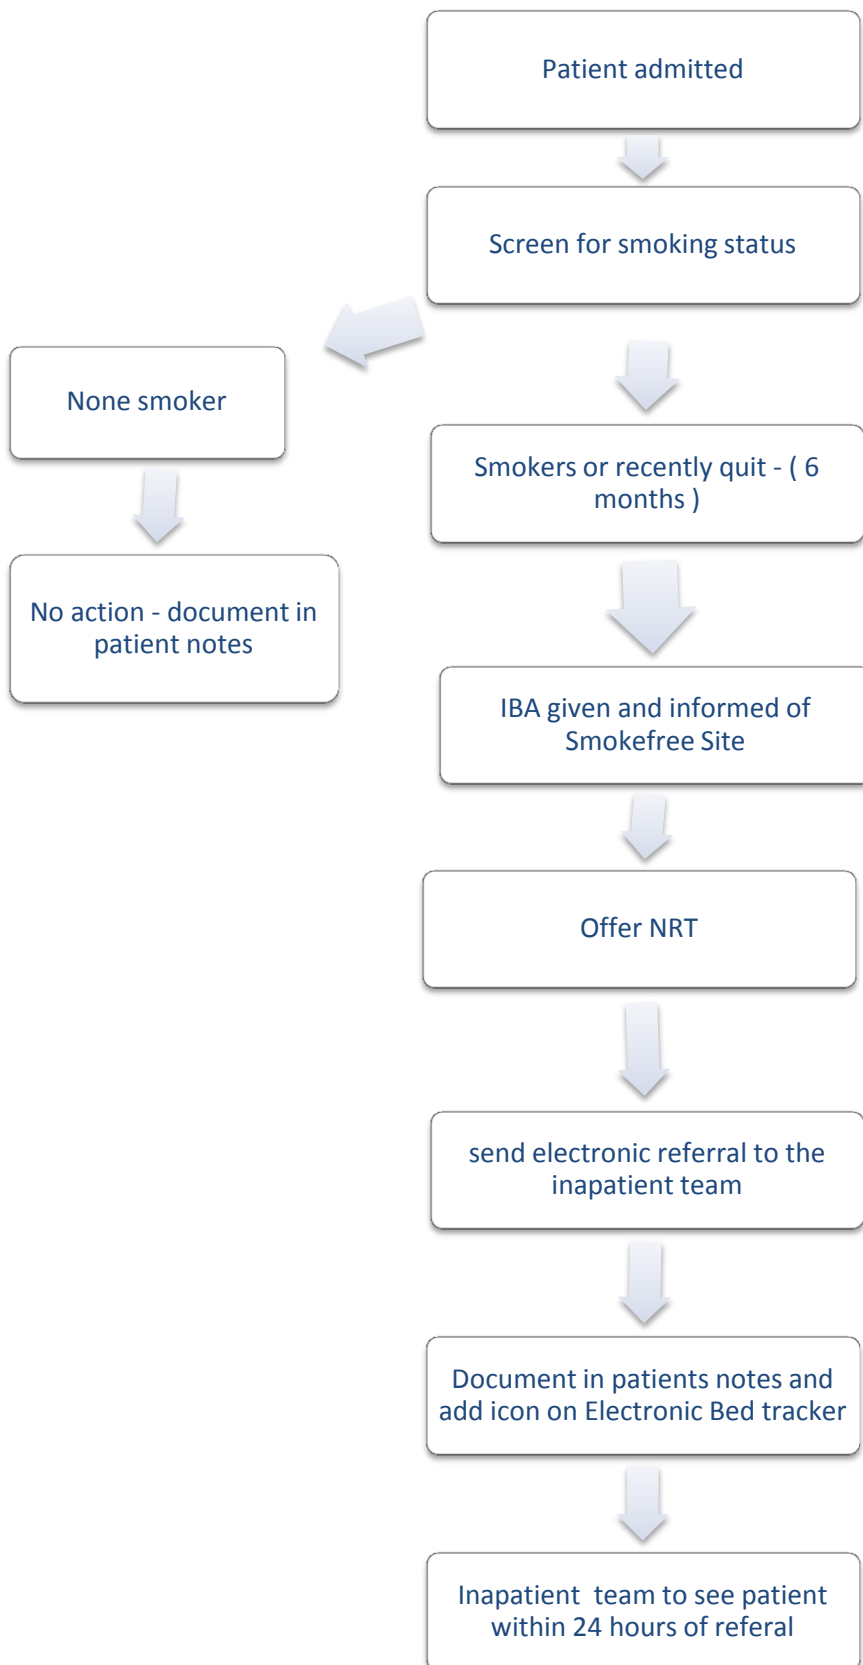 Patient admitted
Screen for smoking status
None smoker
No action - document in
patient notes
Smokers or recently quit - ( 6
months )
IBA given and informed of
Smokefree Site
Offer NRT
send electronic referral to the
inapatient team
Document in patients notes and
add icon on Electronic Bed tracker
Inapatient team to see patient
within 24 hours of referal